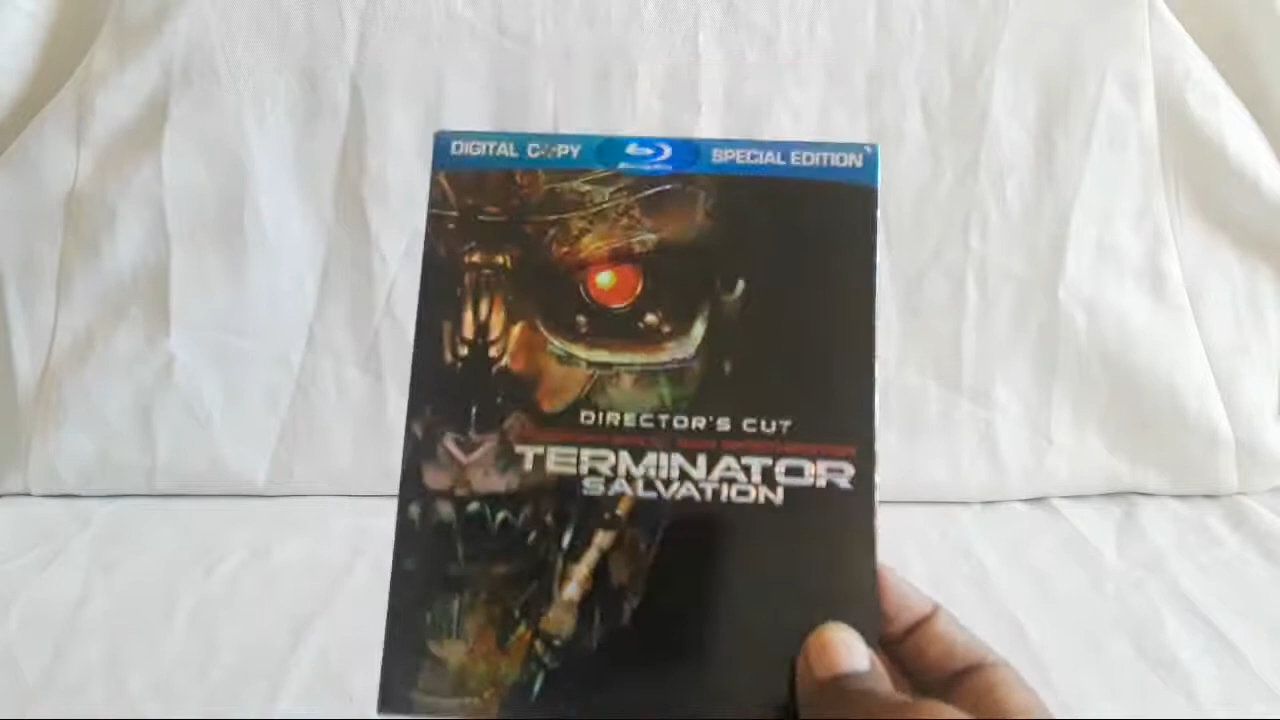 DIGITAL COPY SPECIAL EDITION
DIRECTOR'S CUT
TERMINATOR
SALVATION